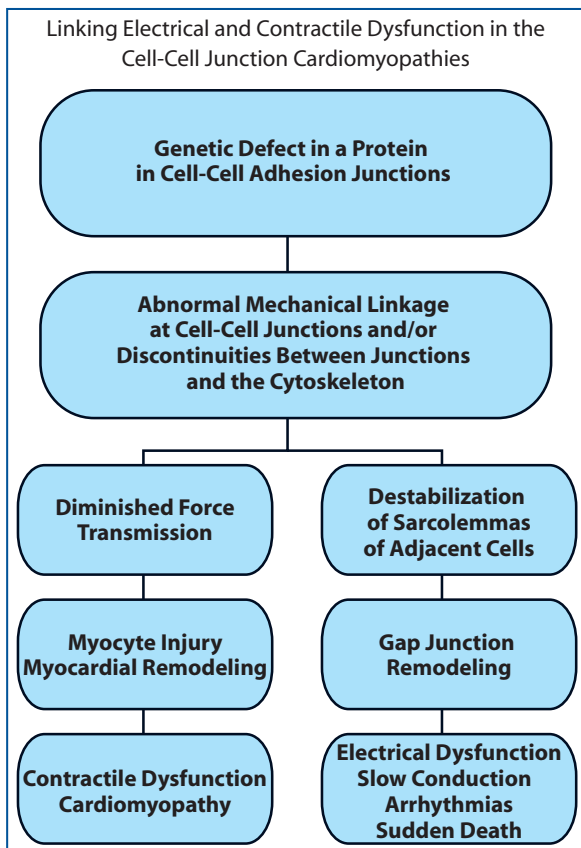 Linking Electrical and Contractile Dysfunction in the
Cell-Cell Junction Cardiomyopathies
Genetic Defect in a Protein
in Cell-Cell Adhesion Junctions
Abnormal Mechanical Linkage
at Cell-Cell Junctions and/or
Discontinuities Between Junctions
and the Cytoskeleton
Diminished Force
Transmission
Destabilization
of Sarcolemmas
of Adjacent Cells
Myocyte Injury
Myocardial Remodeling
Gap Junction
Remodeling
Contractile Dysfunction
Cardiomyopathy
Electrical Dysfunction
Slow Conduction
Arrhythmias
Sudden Death